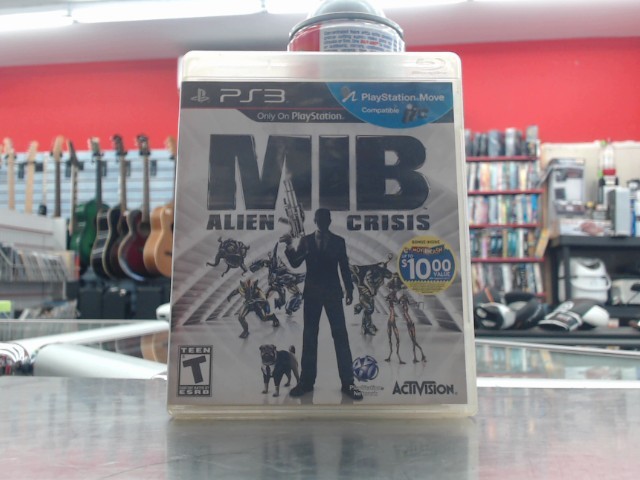 PS3
PlayStation.Move
Compatible
Only On PlayStation.
MIB
ALIEN CRISIS
$10.00
VALUE
TEEN
T
ESRB
ACTIVISION